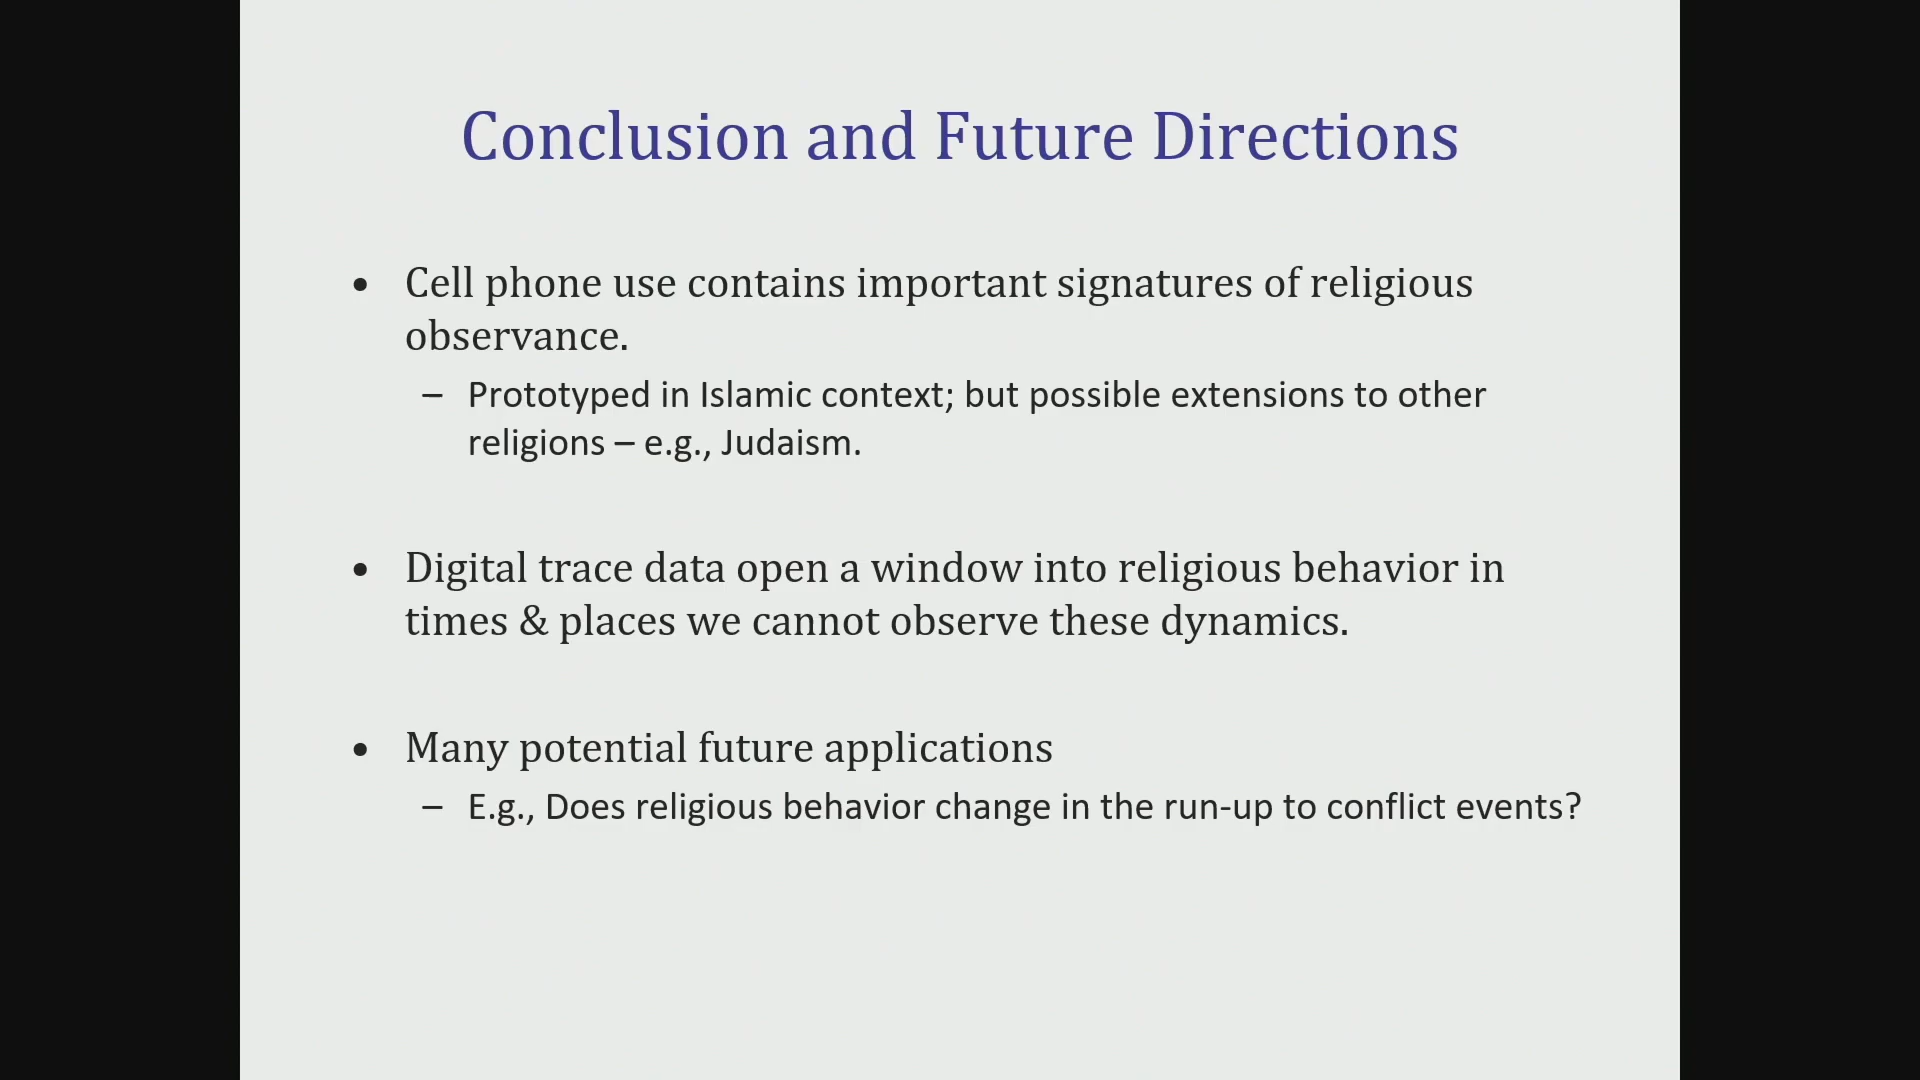 Conclusion and Future Directions
• Cell phone use contains important signatures of religious
observance.
– Prototyped in Islamic context; but possible extensions to other
religions – e.g., Judaism.
• Digital trace data open a window into religious behavior in
times & places we cannot observe these dynamics.
• Many potential future applications
– E.g., Does religious behavior change in the run-up to conflict events?